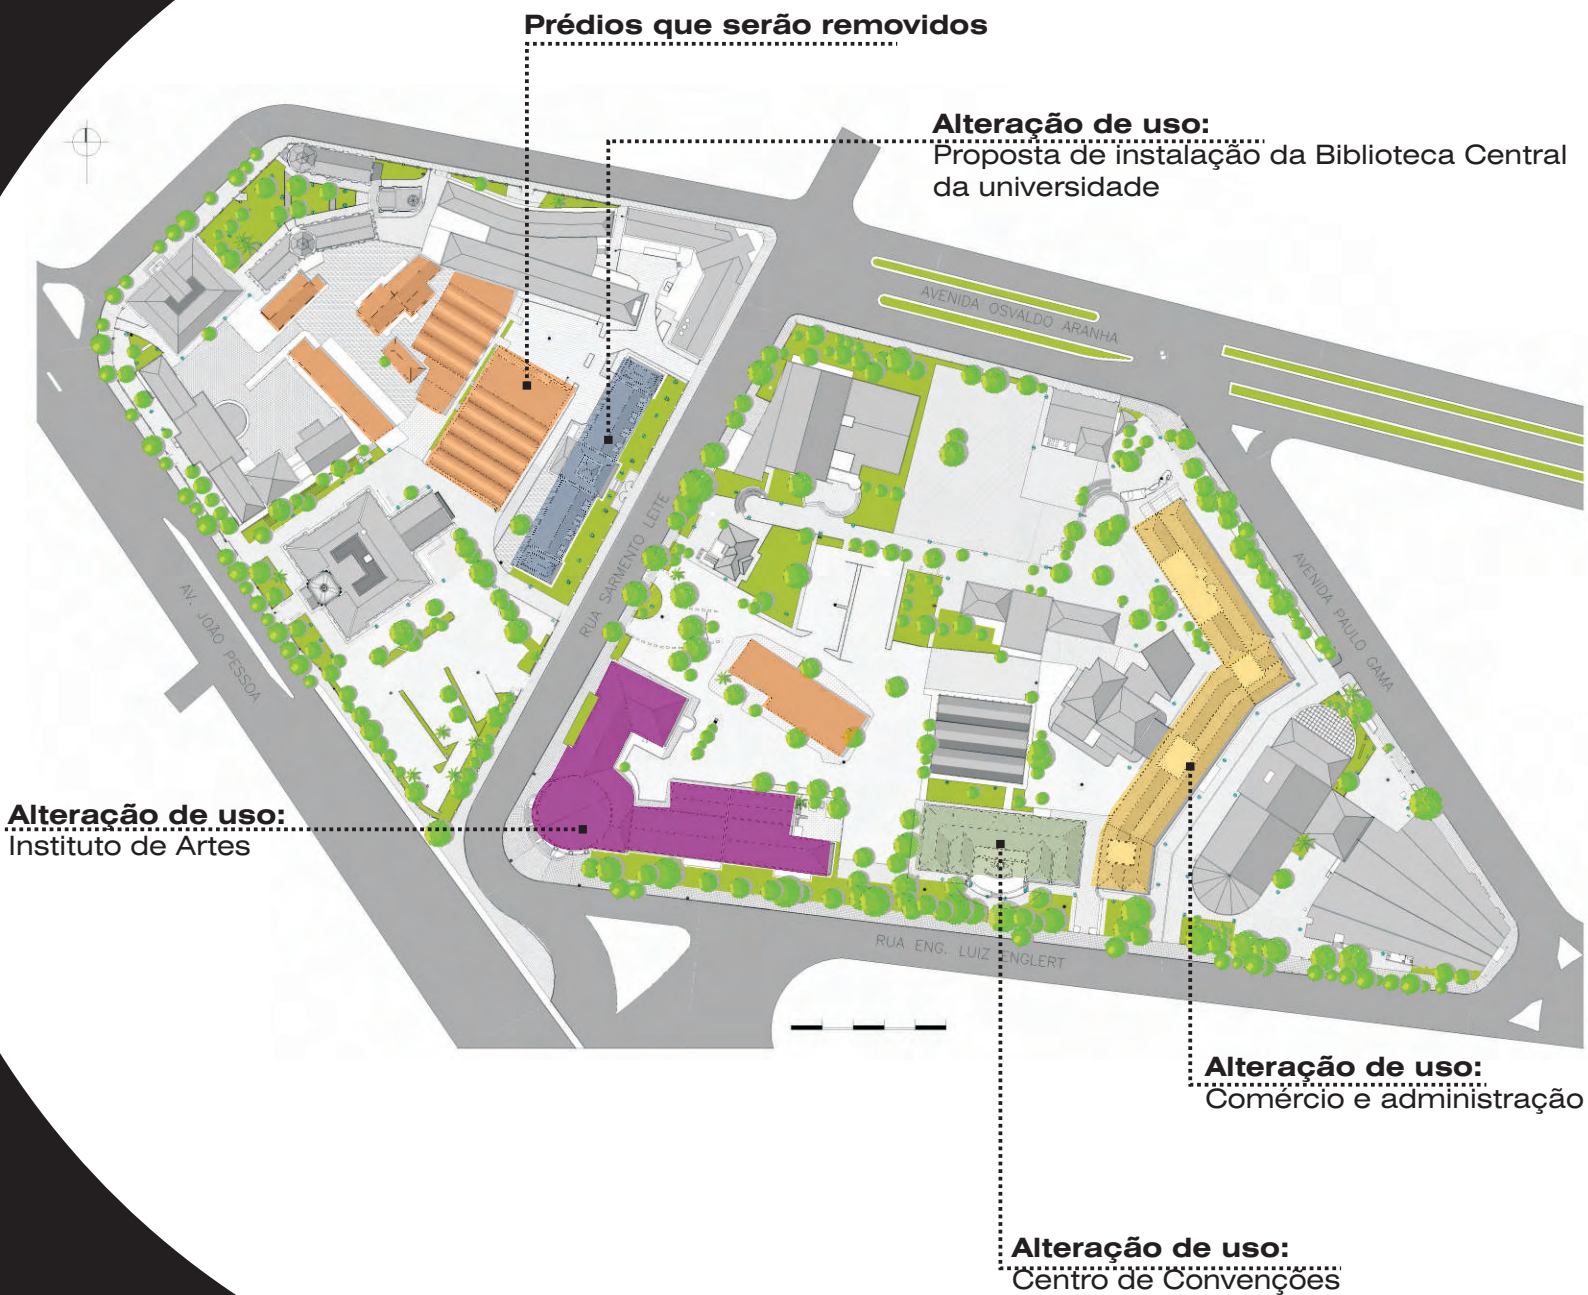 Prédios que serão removidos
Alteração de uso:
Proposta de instalação da Biblioteca Central
da universidade
AVENIDA OSVALDO ARANHA
RUA SARMENTO LEITE
AV. JOÃO PESSOA
AVENIDA PAULO GAMA
Alteração de uso:
Instituto de Artes
RUA ENG. LUIZ ENGLERT
Alteração de uso:
Comércio e administração
Alteração de uso:
Centro de Convenções